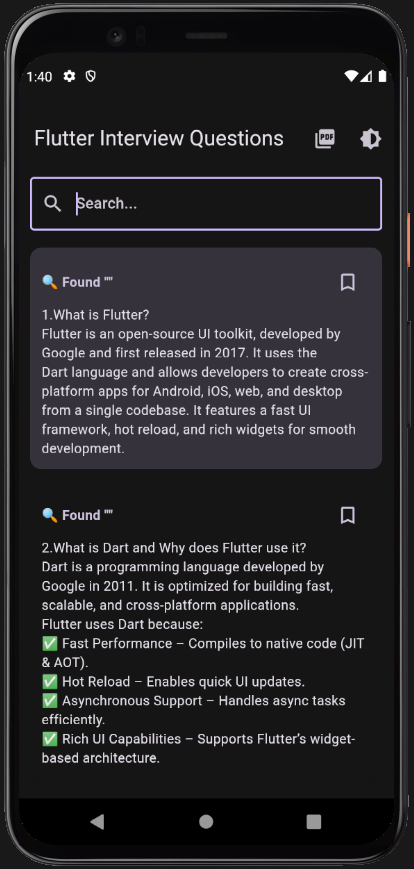 1:40
Flutter Interview Questions
PDF
Search...
🔍 Found ""
1.What is Flutter?
Flutter is an open-source UI toolkit, developed by
Google and first released in 2017. It uses the
Dart language and allows developers to create cross-
platform apps for Android, iOS, web, and desktop
from a single codebase. It features a fast UI
framework, hot reload, and rich widgets for smooth
development.
🔍 Found ""
2.What is Dart and Why does Flutter use it?
Dart is a programming language developed by
Google in 2011. It is optimized for building fast,
scalable, and cross-platform applications.
Flutter uses Dart because:
✅ Fast Performance – Compiles to native code (JIT
& AOT).
✅ Hot Reload – Enables quick UI updates.
✅ Asynchronous Support – Handles async tasks
efficiently.
✅ Rich UI Capabilities – Supports Flutter’s widget-
based architecture.